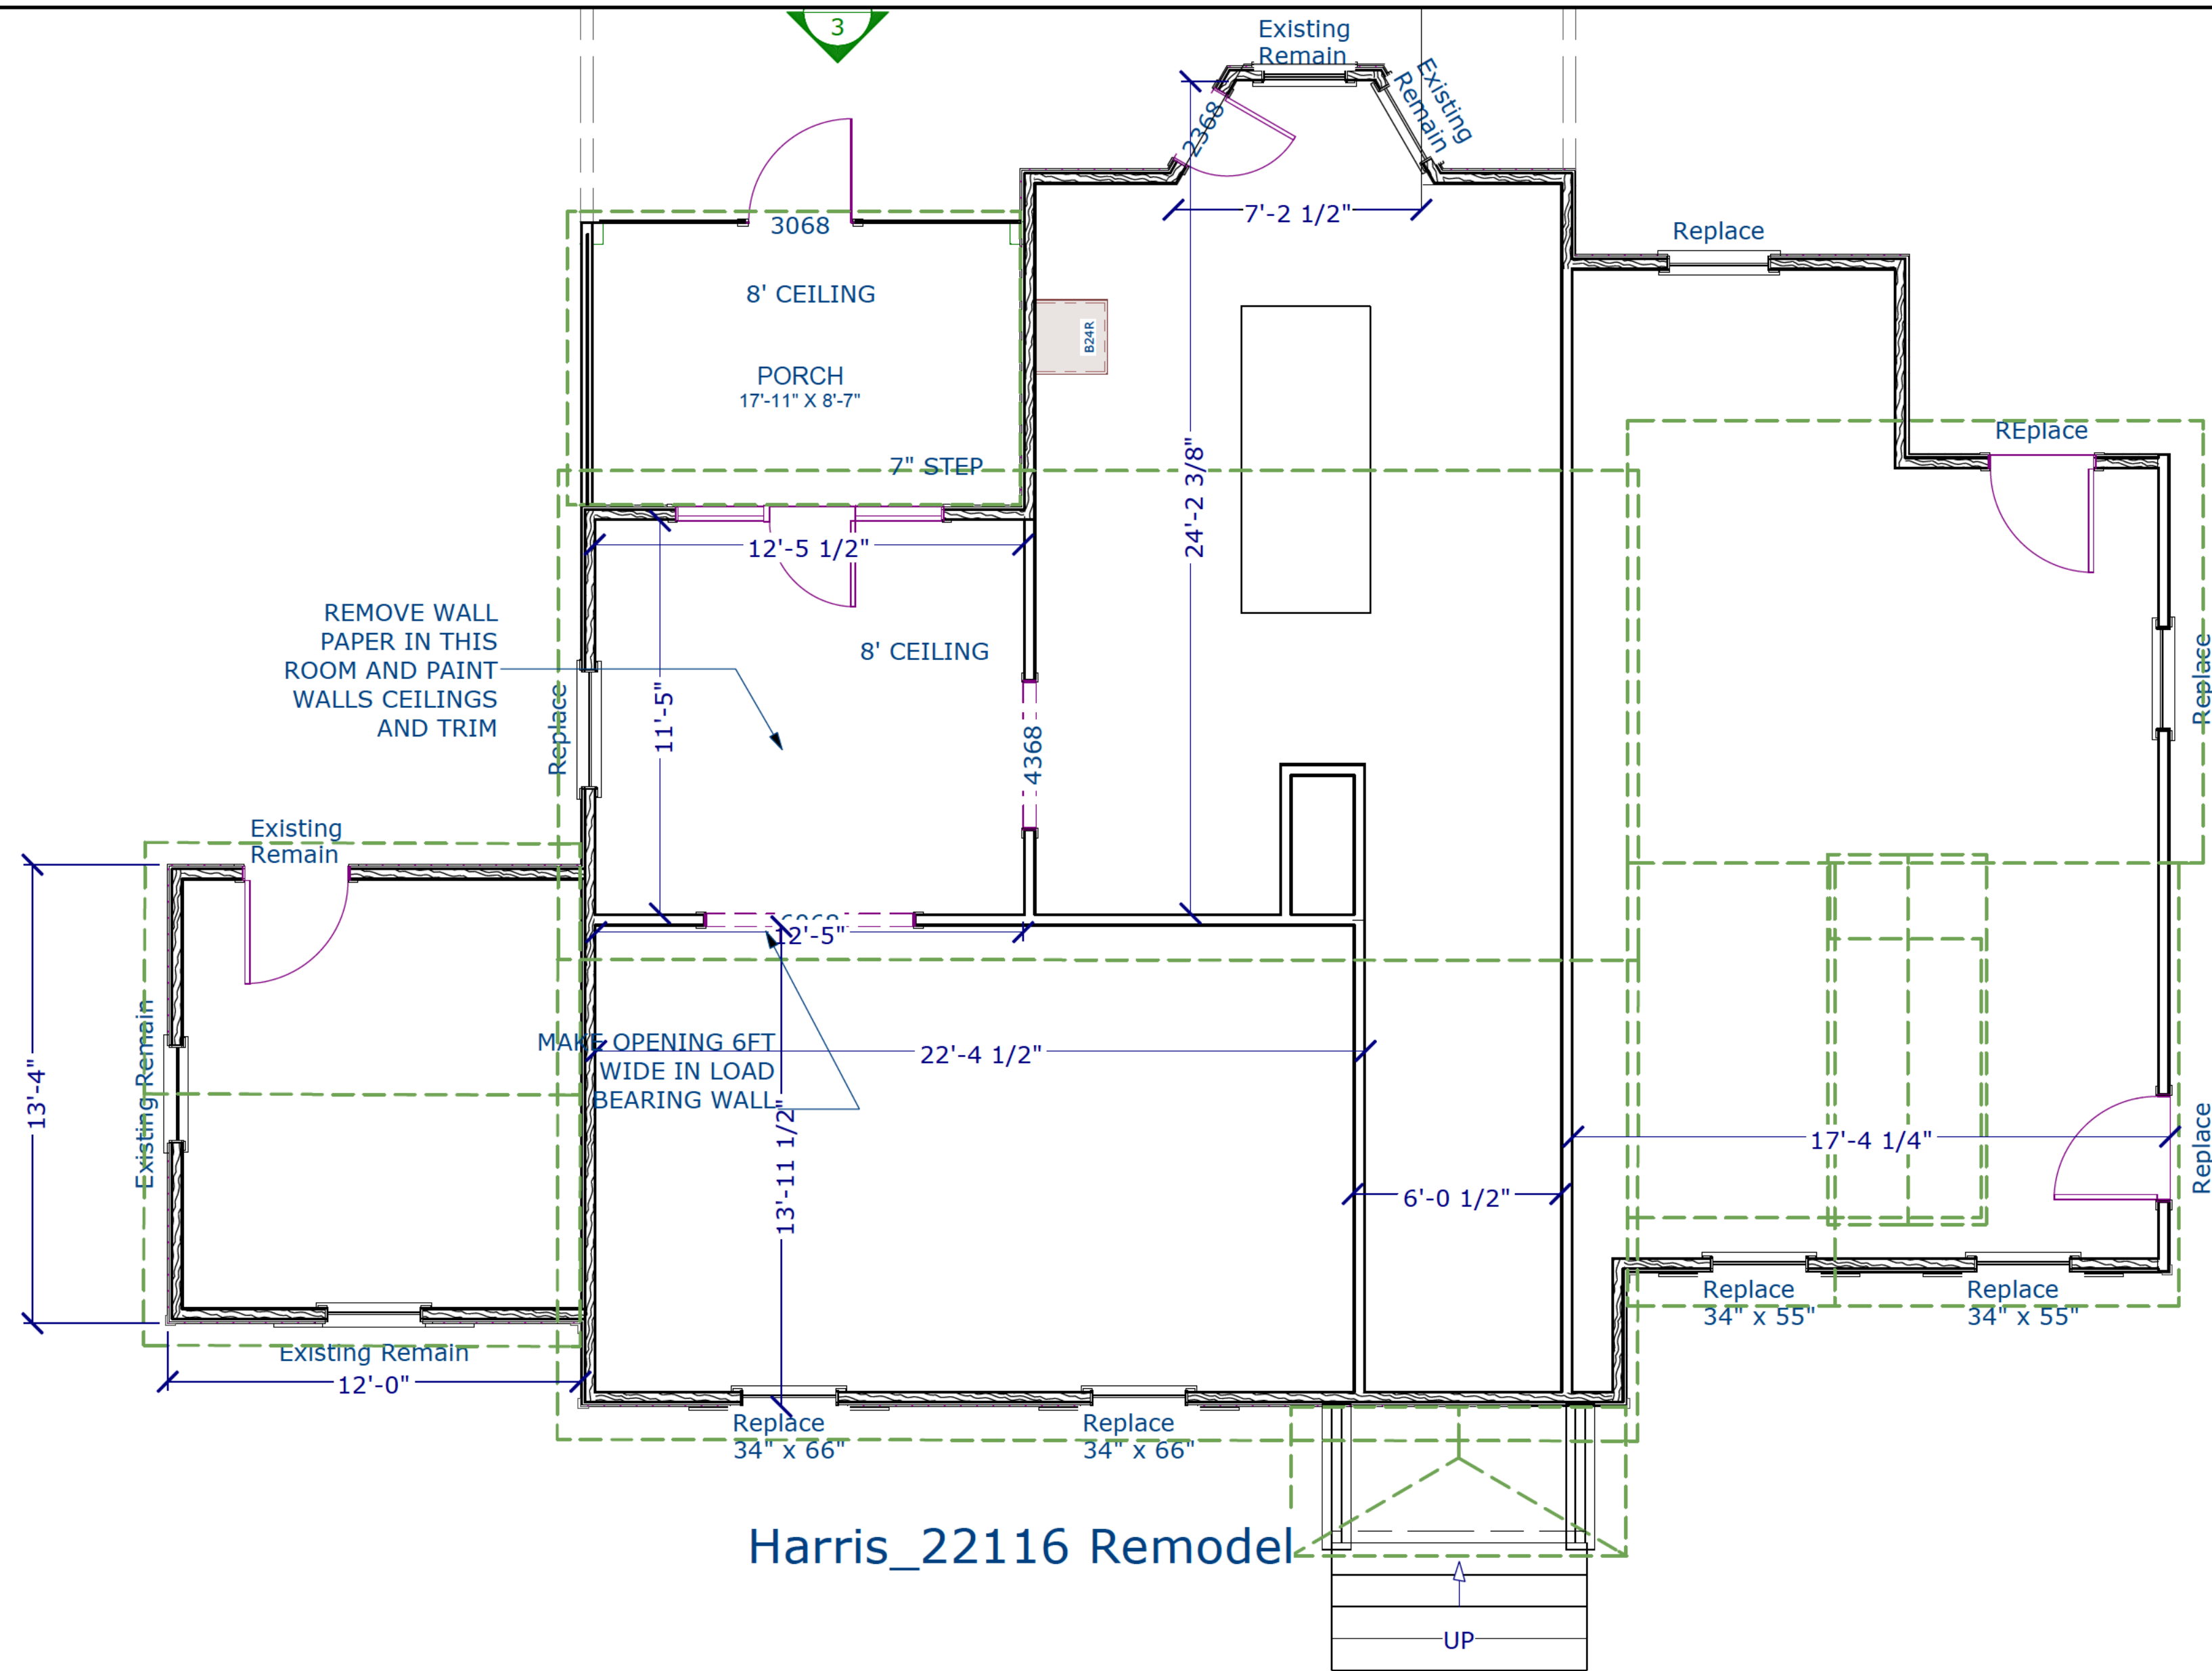 3
Existing
Remain
Existing
Remain
2368
7'-2 1/2"
3068
Replace
8' CEILING
B24R
PORCH
17'-11" X 8'-7"
REplace
7" STEP
24'-2 3/8"
12'-5 1/2"
REMOVE WALL
PAPER IN THIS
ROOM AND PAINT
WALLS CEILINGS
AND TRIM
8' CEILING
Replace
Replace
11'-5"
4368
Existing
Remain
6068
12'-5"
13'-4"
Existing Remain
MAKE OPENING 6FT
WIDE IN LOAD
BEARING WALL
22'-4 1/2"
13'-11 1/2"
17'-4 1/4"
Replace
6'-0 1/2"
Replace
34" x 55"
Replace
34" x 55"
Existing Remain
12'-0"
Replace
34" x 66"
Replace
34" x 66"
Harris_22116 Remodel
UP